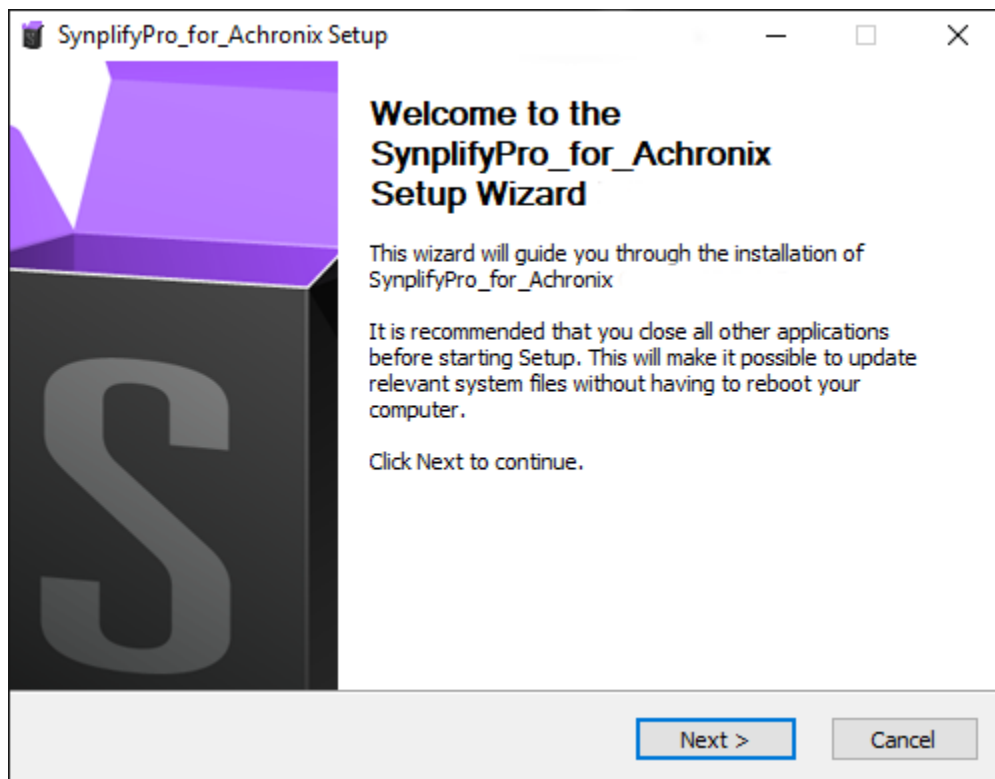 SynplifyPro_for_Achronix Setup
Welcome to the
SynplifyPro_for_Achronix
Setup Wizard
This wizard will guide you through the installation of
SynplifyPro_for_Achronix
It is recommended that you close all other applications
before starting Setup. This will make it possible to update
relevant system files without having to reboot your
computer.
Click Next to continue.
S
Next >
Cancel